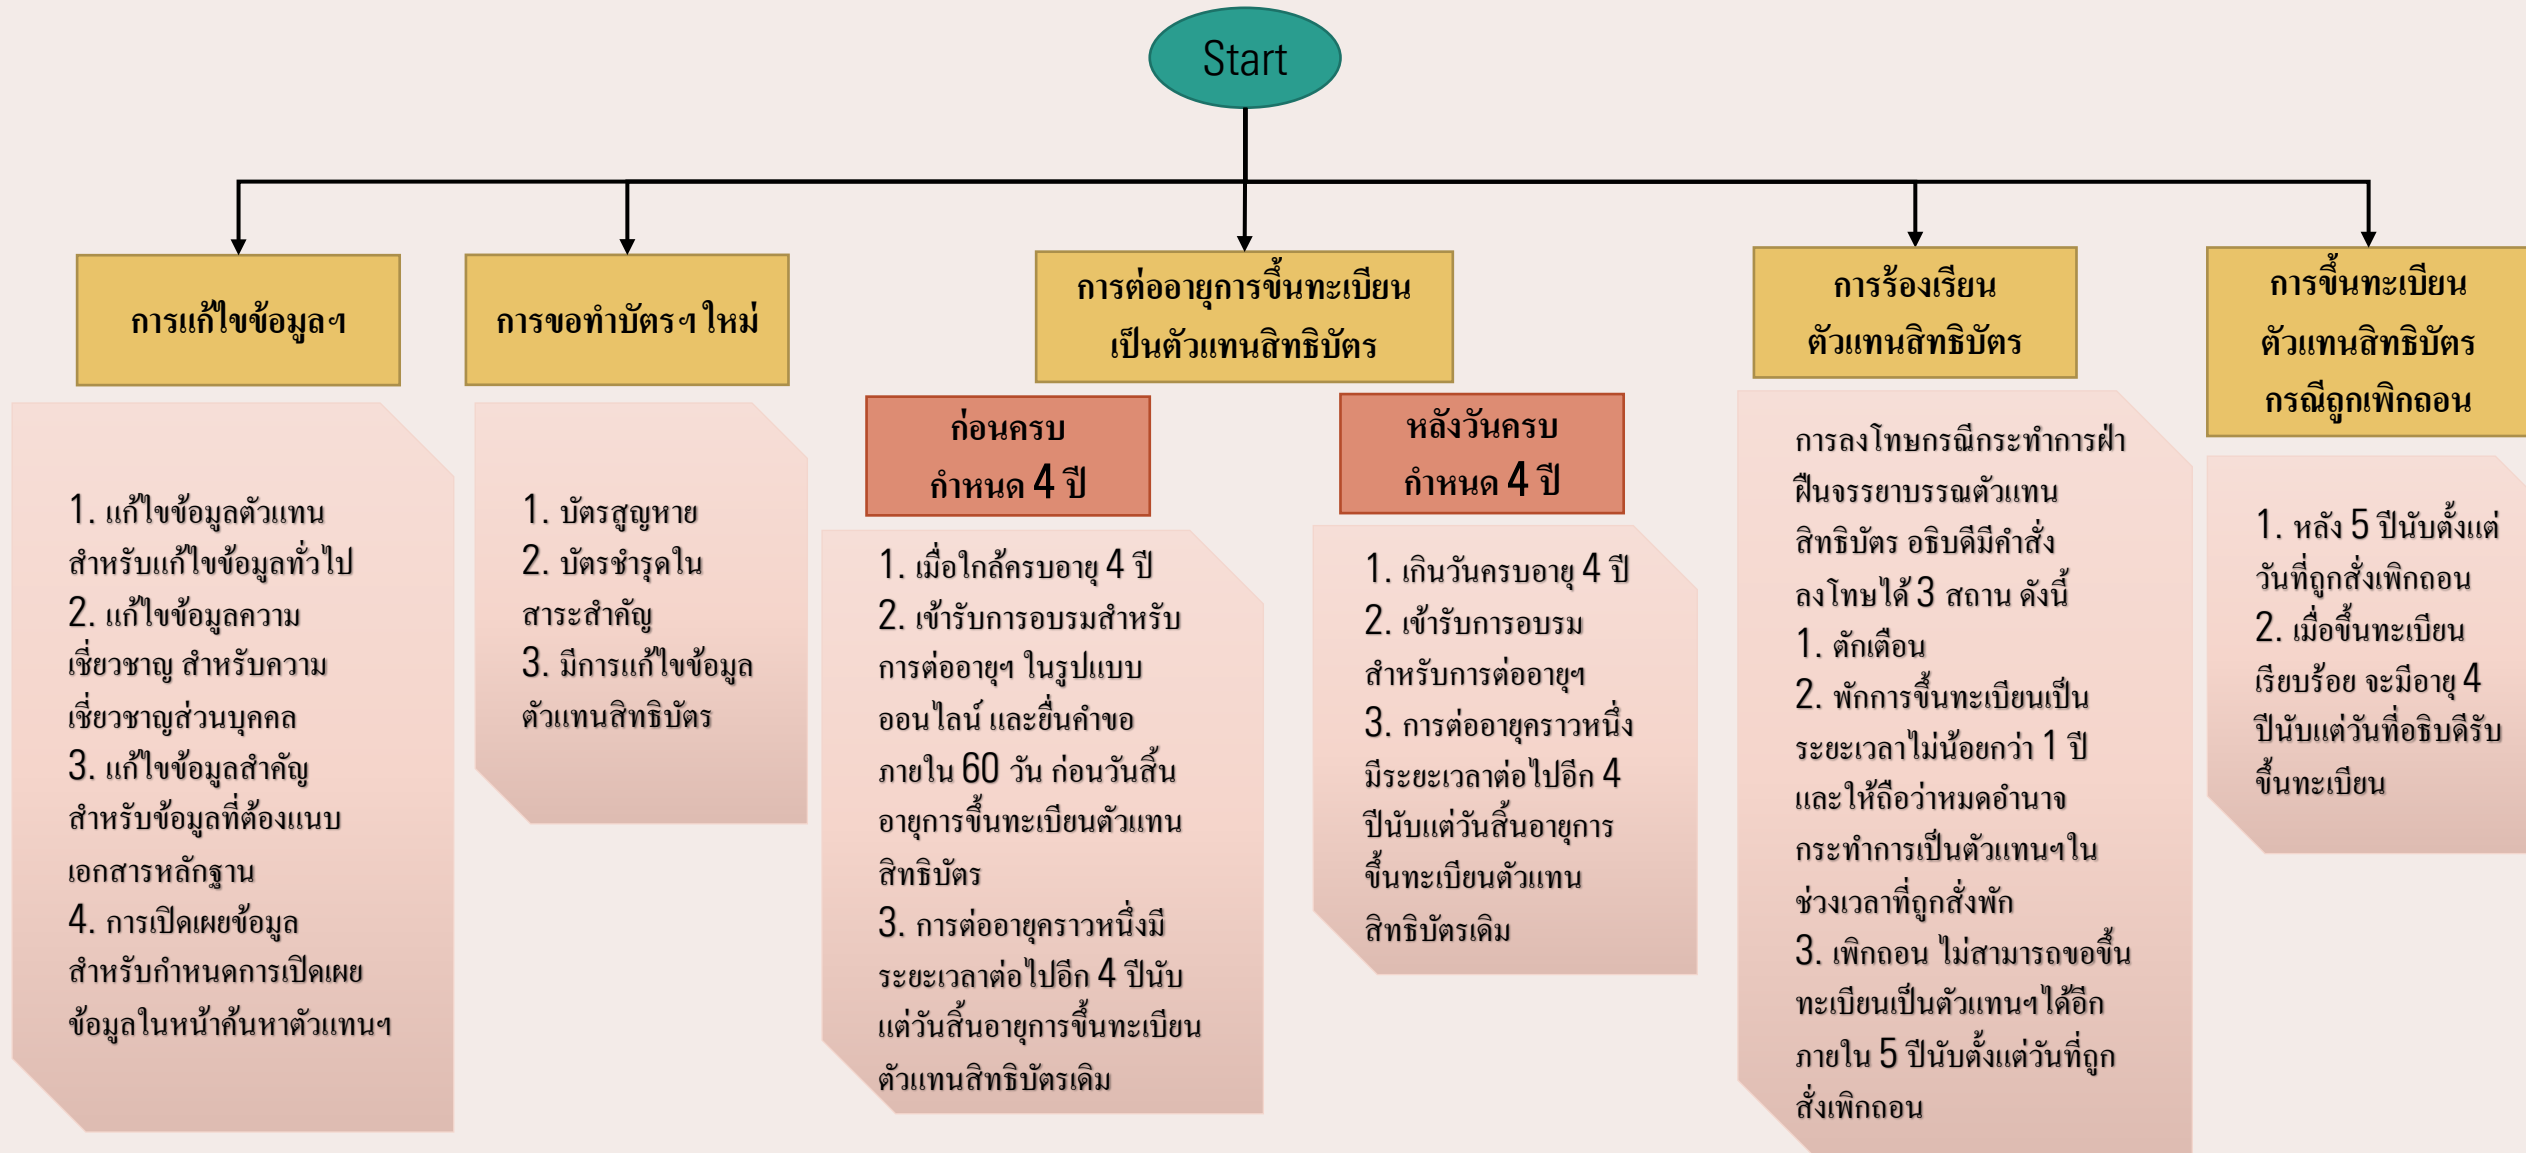 Start
การแก้ไขข้อมูลฯ
1. แก้ไขข้อมูลตัวแทน
สำหรับแก้ไขข้อมูลทั่วไป
2. แก้ไขข้อมูลความ
เชี่ยวชาญ สำหรับความ
เชี่ยวชาญส่วนบุคคล
3. แก้ไขข้อมูลสำคัญ
สำหรับข้อมูลที่ต้องแนบ
เอกสารหลักฐาน
4. การเปิดเผยข้อมูล
สำหรับกำหนดการเปิดเผย
ข้อมูลในหน้าค้นหาตัวแทนฯ
การขอทำบัตรฯ ใหม่
1. บัตรสูญหาย
2. บัตรชำรุดใน
สาระสำคัญ
3. มีการแก้ไขข้อมูล
ตัวแทนสิทธิบัตร
การต่ออายุการขึ้นทะเบียน
เป็นตัวแทนสิทธิบัตร
ก่อนครบ
กำหนด 4 ปี
1. เมื่อใกล้ครบอายุ 4 ปี
2. เข้ารับการอบรมสำหรับ
การต่ออายุฯ ในรูปแบบ
ออนไลน์ และยื่นคำขอ
ภายใน 60 วัน ก่อนวันสิ้น
อายุการขึ้นทะเบียนตัวแทน
สิทธิบัตร
3. การต่ออายุคราวหนึ่งมี
ระยะเวลาต่อไปอีก 4 ปีนับ
แต่วันสิ้นอายุการขึ้นทะเบียน
ตัวแทนสิทธิบัตรเดิม
หลังวันครบ
กำหนด 4 ปี
1. เกินวันครบอายุ 4 ปี
2. เข้ารับการอบรม
สำหรับการต่ออายุฯ
3. การต่ออายุคราวหนึ่ง
มีระยะเวลาต่อไปอีก 4
ปีนับแต่วันสิ้นอายุการ
ขึ้นทะเบียนตัวแทน
สิทธิบัตรเดิม
การร้องเรียน
ตัวแทนสิทธิบัตร
การลงโทษกรณีกระทำการฝ่า
ฝืนจรรยาบรรณตัวแทน
สิทธิบัตร อธิบดีมีคำสั่ง
ลงโทษได้ 3 สถาน ดังนี้
1. ตักเตือน
2. พักการขึ้นทะเบียนเป็น
ระยะเวลาไม่น้อยกว่า 1 ปี
และให้ถือว่าหมดอำนาจ
กระทำการเป็นตัวแทนฯใน
ช่วงเวลาที่ถูกสั่งพัก
3. เพิกถอน ไม่สามารถขอขึ้น
ทะเบียนเป็นตัวแทนฯได้อีก
ภายใน 5 ปีนับตั้งแต่วันที่ถูก
สั่งเพิกถอน
การขึ้นทะเบียน
ตัวแทนสิทธิบัตร
กรณีถูกเพิกถอน
1. หลัง 5 ปีนับตั้งแต่
วันที่ถูกสั่งเพิกถอน
2. เมื่อขึ้นทะเบียน
เรียบร้อย จะมีอายุ 4
ปีนับแต่วันที่อธิบดีรับ
ขึ้นทะเบียน